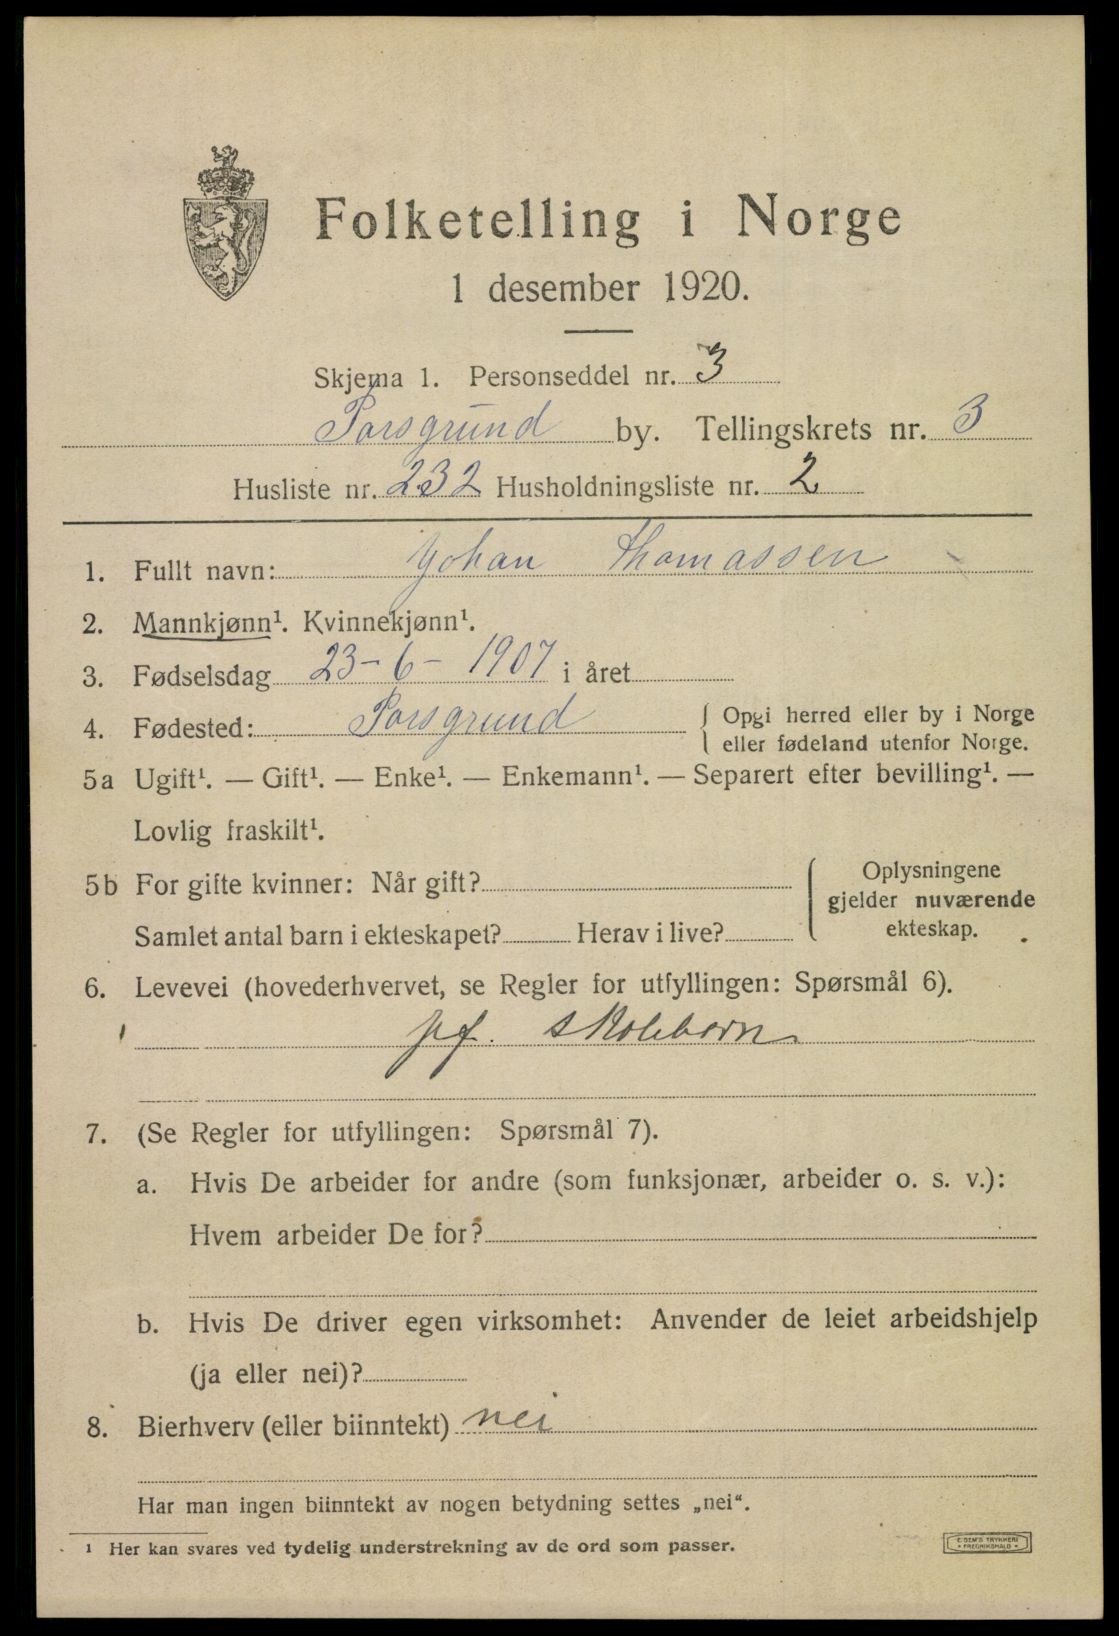 Folketelling i Norge
1 desember 1920.
Skjema 1. Personseddel nr. 3
Porsgrund by. Tellingskrets nr. 3
Husliste nr. 232 Husholdningsliste nr. 2
1. Fullt navn: Johan Thomassen
2. Mannkjønn¹. Kvinnekjønn¹.
3. Fødselsdag 23-6-1907 i året
4. Fødested: Porsgrund { Opgi herred eller by i Norge
eller fødeland utenfor Norge.
5a Ugift¹. — Gift¹. — Enke¹. — Enkemann¹. — Separert efter bevilling¹. —
Lovlig fraskilt¹.
5b For gifte kvinner: Når gift?
Samlet antal barn i ekteskapet? Herav i live?
Oplysningene
gjelder nuværende
ekteskap.
6. Levevei (hovederhvervet, se Regler for utfyllingen: Spørsmål 6).
pf. skolebarn
7. (Se Regler for utfyllingen: Spørsmål 7).
a. Hvis De arbeider for andre (som funksjonær, arbeider o. s. v.):
Hvem arbeider De for?
b. Hvis De driver egen virksomhet: Anvender de leiet arbeidshjelp
(ja eller nei)?
8. Bierhverv (eller biinntekt) nei
Har man ingen biinntekt av nogen betydning settes „nei“.
¹ Her kan svares ved tydelig understrekning av de ord som passer.
E. SEM'S TRYKKERI
FREDRIKSHALD